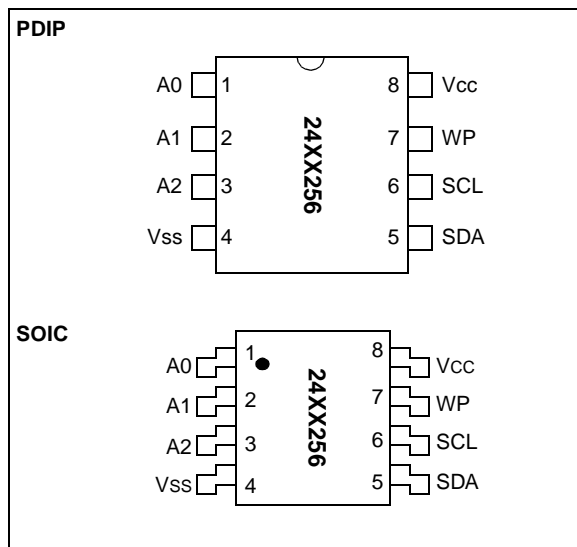 PDIP
A0 1 8 Vcc
A1 2 7 WP
A2 3 6 SCL
Vss 4 5 SDA
24XX256
SOIC
A0 1 8 VCC
A1 2 7 WP
A2 3 6 SCL
VSS 4 5 SDA
24XX256